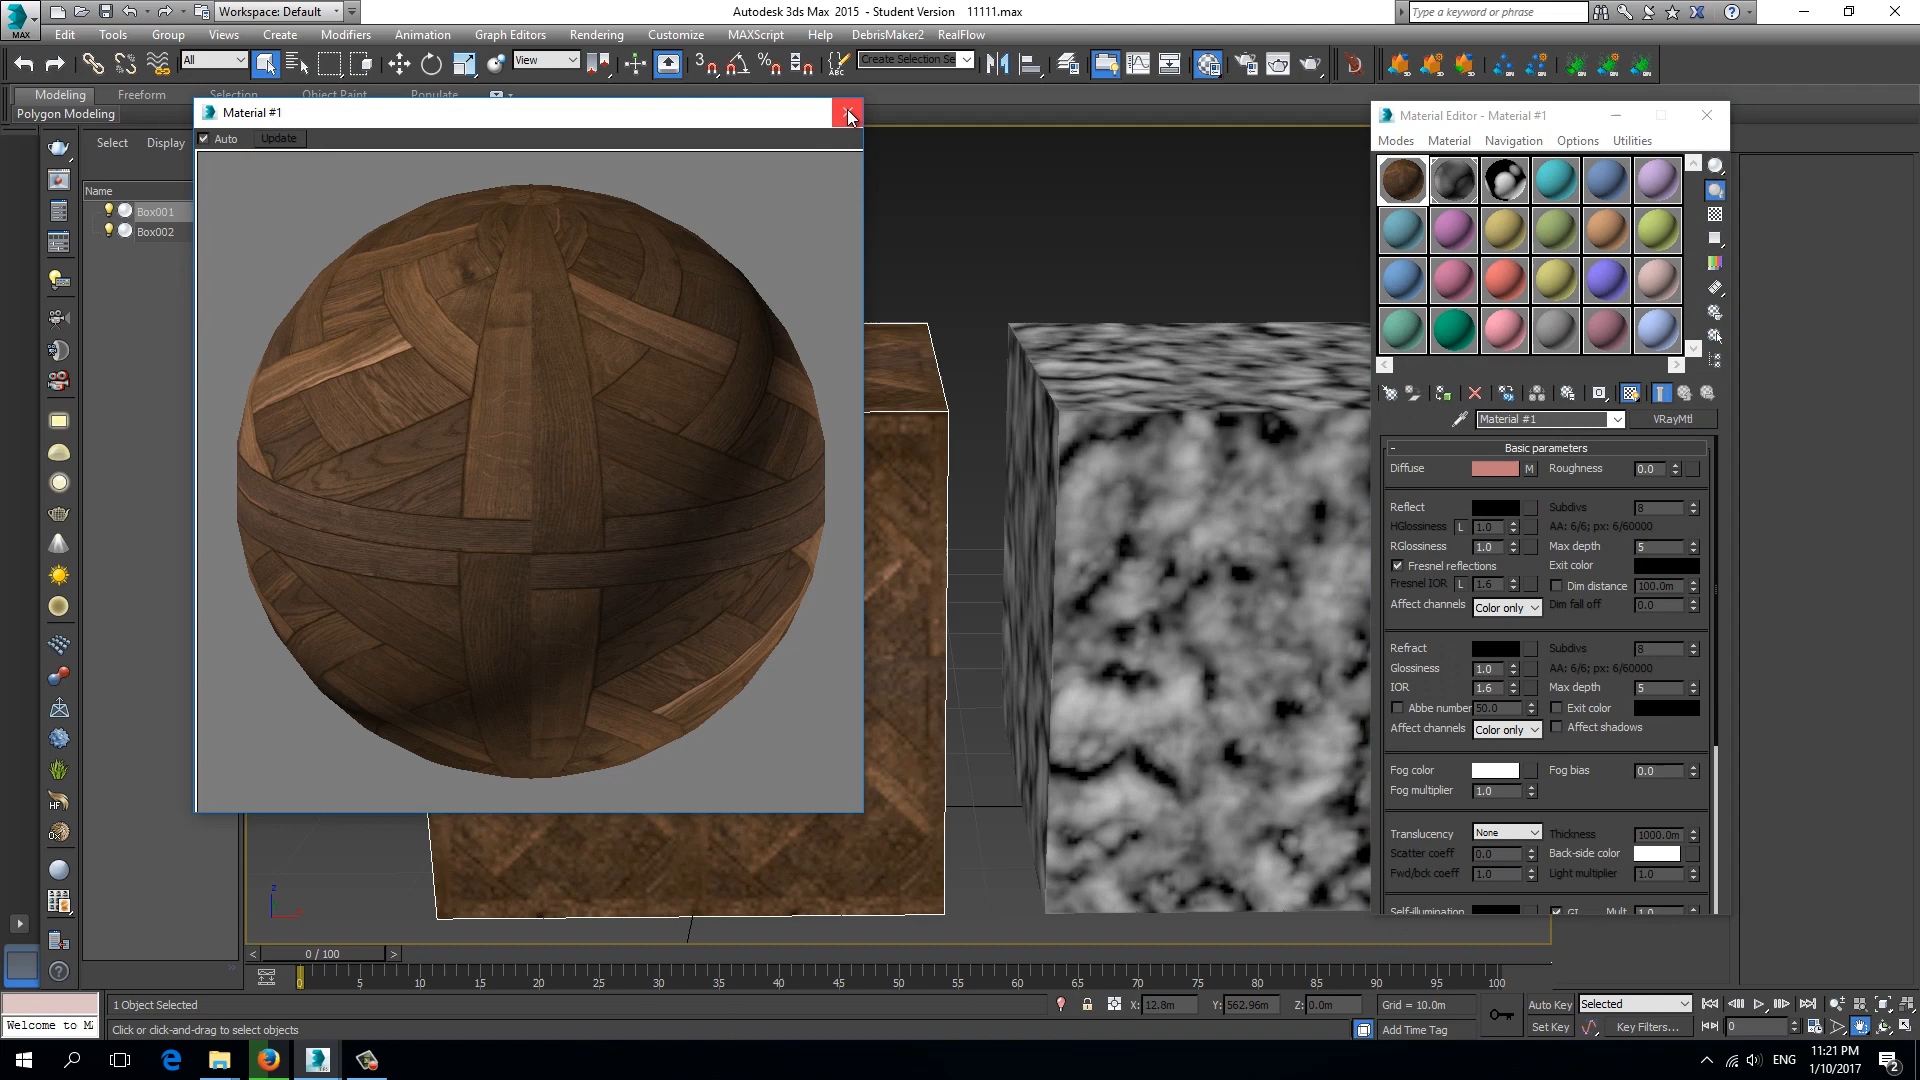 Workspace: Default
Autodesk 3ds Max 2015 - Student Version 11111.max
Type a keyword or phrase
MAX
Edit Tools Group Views Create Modifiers Animation Graph Editors Rendering Customize MAXScript Help DebrisMaker2 RealFlow
All
View
3
ABC
Create Selection Se
Modeling Freeform Selection Object Paint Populate
Polygon Modeling
Material #1
Auto Update
Select Display
Name
Box001
Box002
Material Editor - Material #1
Modes Material Navigation Options Utilities
Material #1 VRayMtl
- Basic parameters
Diffuse M Roughness 0.0
Reflect Subdivs 8
HGlossiness L 1.0 AA: 6/6; px: 6/60000
RGlossiness 1.0 Max depth 5
Fresnel reflections Exit color
Fresnel IOR L 1.6 Dim distance 100.0m
Affect channels Color only Dim fall off 0.0
Refract Subdivs 8
Glossiness 1.0 AA: 6/6; px: 6/60000
IOR 1.6 Max depth 5
Abbe number 50.0 Exit color
Affect channels Color only Affect shadows
Fog color Fog bias 0.0
Fog multiplier 1.0
Translucency None Thickness 1000.0m
Scatter coeff 0.0 Back-side color
Fwd/bck coeff 1.0 Light multiplier 1.0
Self-illumination GI Mult 1.0
HF
z
< 0 / 100 >
0 5 10 15 20 25 30 35 40 45 50 55 60 65 70 75 80 85 90 95 100
1 Object Selected X: 12.8m Y: 562.96m Z: 0.0m Grid = 10.0m Auto Key Selected
Welcome to M
Click or click-and-drag to select objects Add Time Tag Set Key Key Filters... 0
ENG
11:21 PM
1/10/2017
2